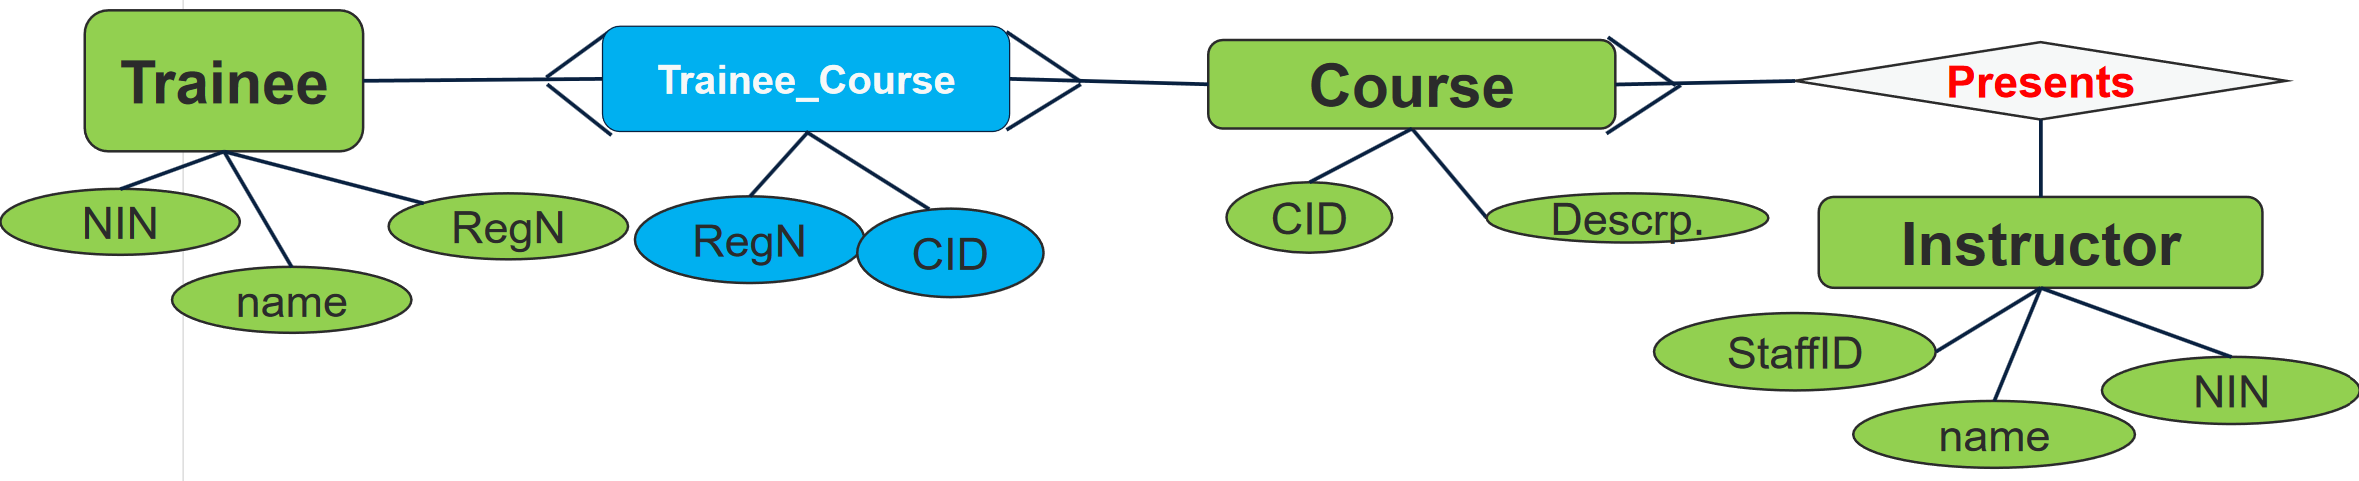 Trainee
Trainee_Course
Course
Presents
NIN
name
RegN
RegN
CID
CID
Descrp.
Instructor
StaffID
name
NIN